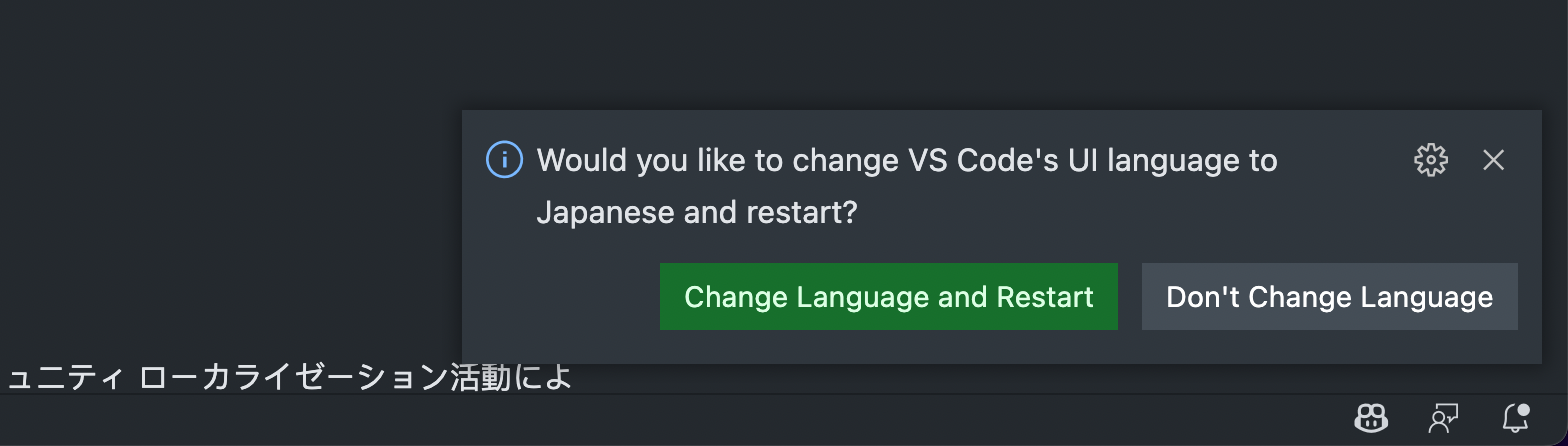 Would you like to change VS Code's UI language to
Japanese and restart?
Change Language and Restart
Don't Change Language
ュニティ ローカライゼーション活動によ